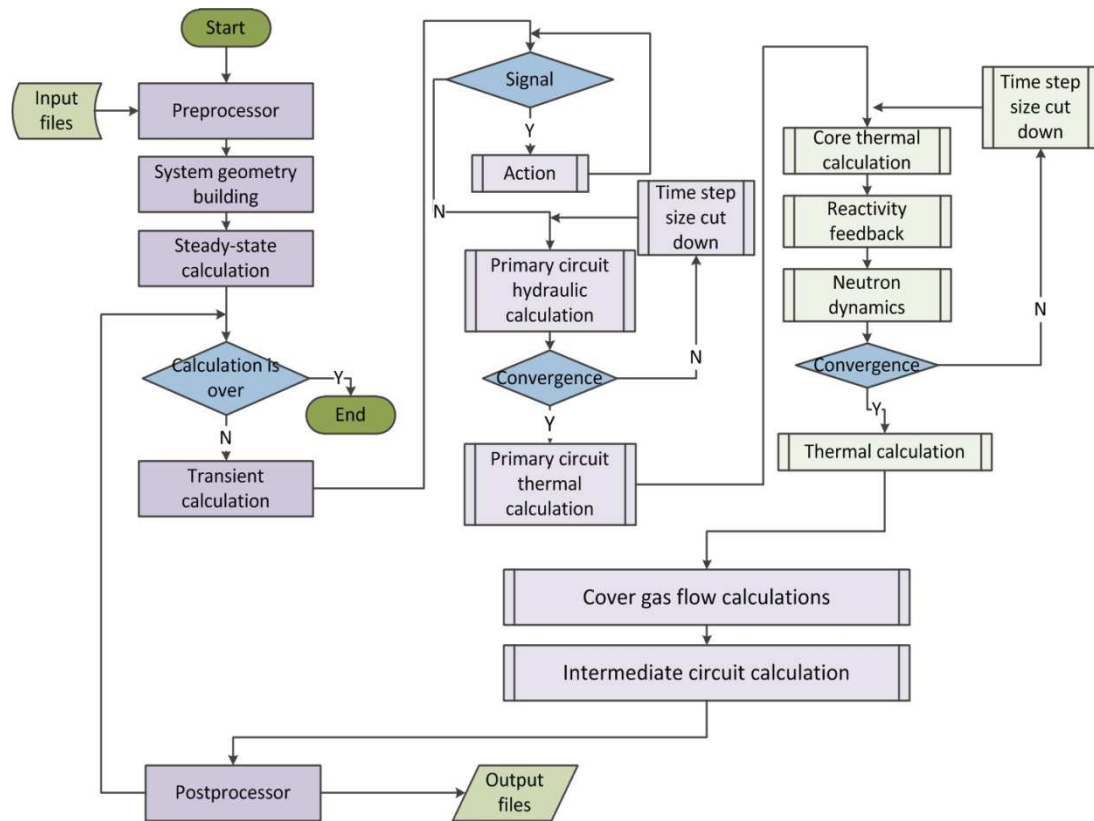 Start
Input
files
Preprocessor
System geometry
building
Steady-state
calculation
Calculation is
over
Y
End
N
Transient
calculation
Signal
Y
Action
N
Time step
size cut
down
Primary circuit
hydraulic
calculation
N
Convergence
Y
Primary circuit
thermal
calculation
Time step
size cut
down
Core thermal
calculation
Reactivity
feedback
Neutron
dynamics
N
Convergence
Y
Thermal calculation
Cover gas flow calculations
Intermediate circuit calculation
Postprocessor
Output
files